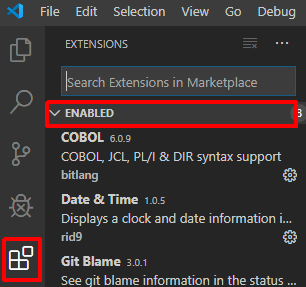 File Edit Selection View Go Debug
EXTENSIONS
Search Extensions in Marketplace
ENABLED
COBOL 6.0.9
COBOL, JCL, PL/I & DIR syntax support
bitlang
Date & Time 1.0.5
Displays a clock and date information i
rid9
Git Blame 3.0.1
See git blame information in the status